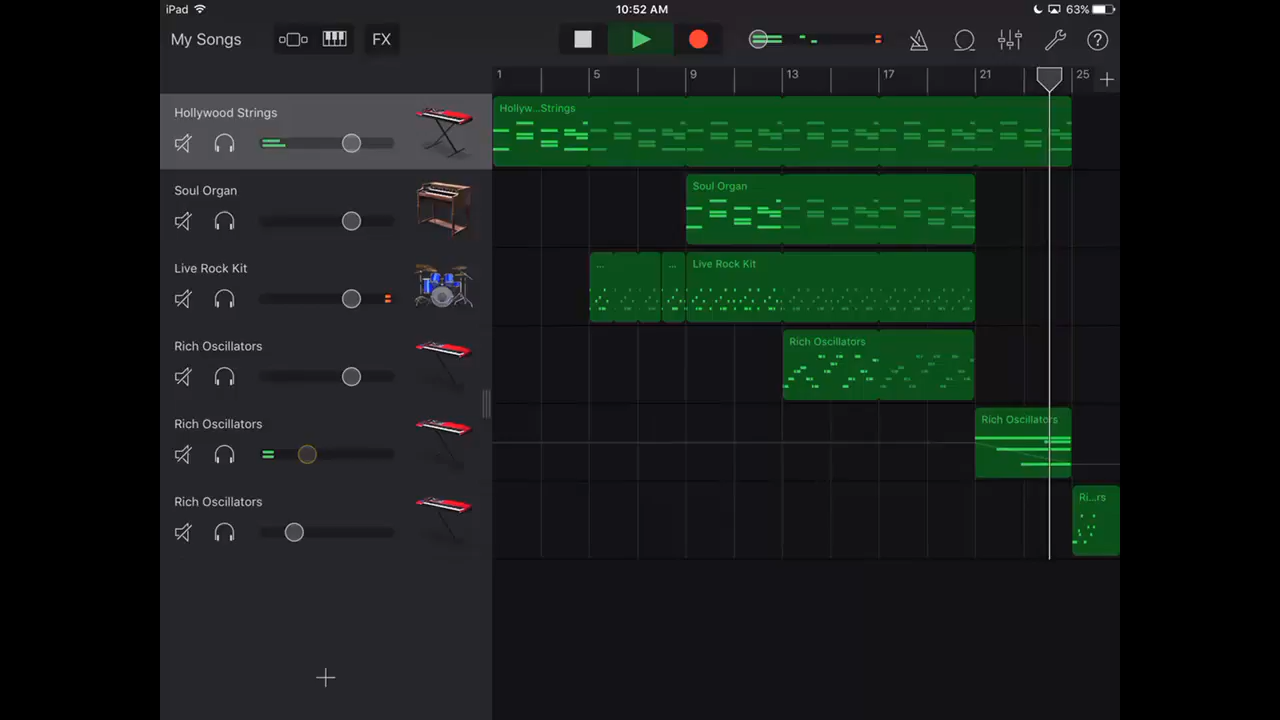 iPad 10:52 AM 63%
My Songs FX
1 5 9 13 17 21 25
Hollywood Strings
Hollyw...Strings
Soul Organ
Soul Organ
Live Rock Kit
... ... Live Rock Kit
Rich Oscillators
Rich Oscillators
Rich Oscillators
Rich Oscillators
Rich Oscillators
Ri...rs